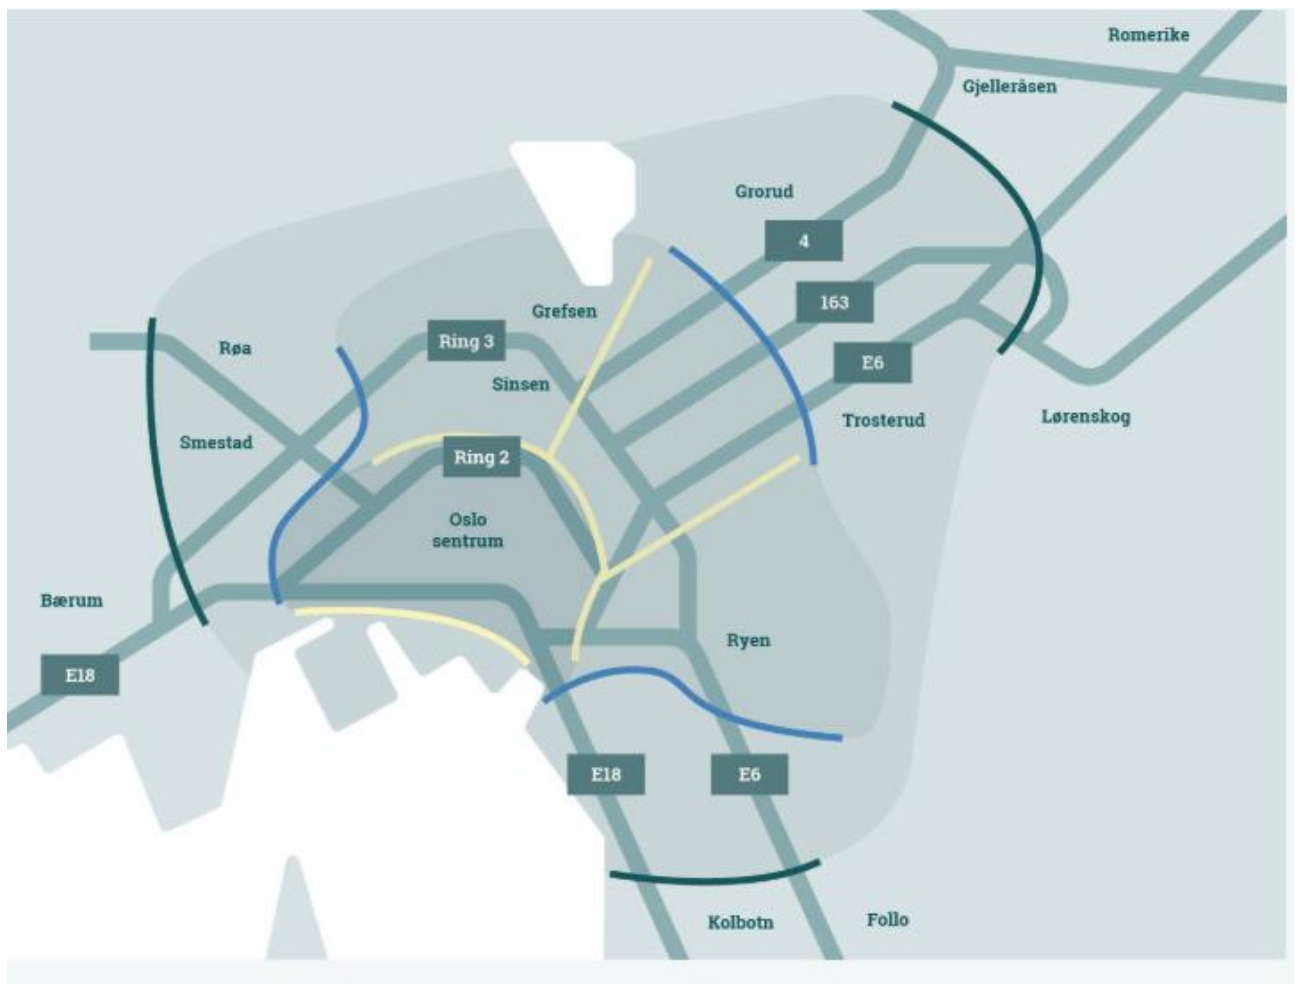 Romerike
Gjelleråsen
Grorud
4
163
Grefsen
Ring 3
Røa
E6
Sinsen
Trosterud
Lørenskog
Smestad
Ring 2
Oslo
sentrum
Bærum
Ryen
E18
E18
E6
Kolbotn
Follo